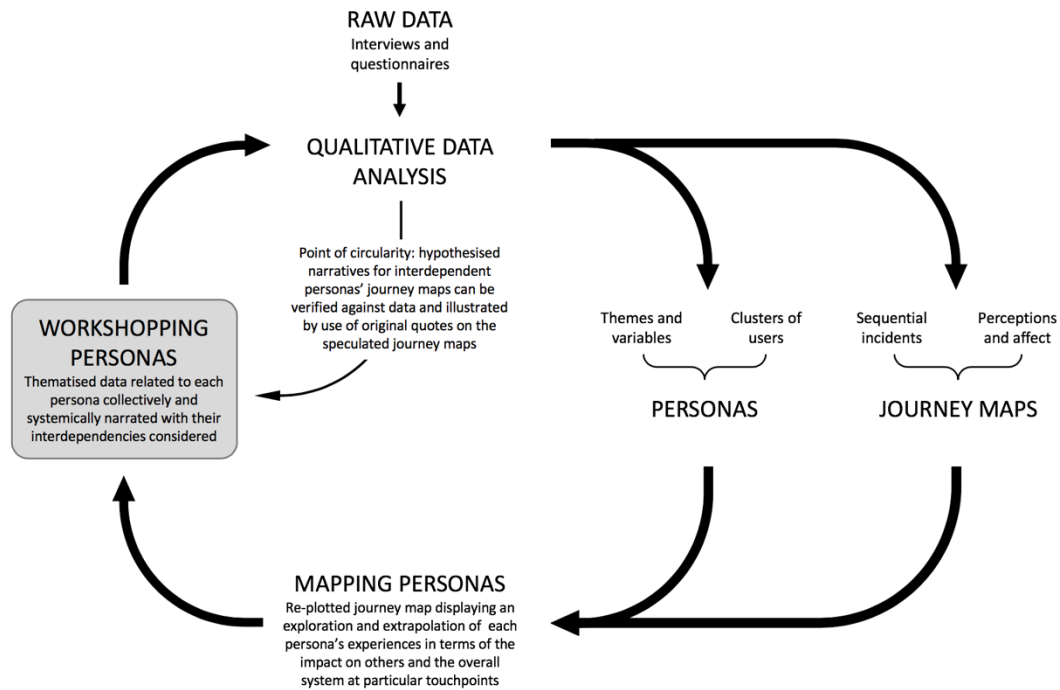 RAW DATA
Interviews and
questionnaires
QUALITATIVE DATA
ANALYSIS
Point of circularity: hypothesised
narratives for interdependent
personas' journey maps can be
verified against data and illustrated
by use of original quotes on the
speculated journey maps
WORKSHOPPING
PERSONAS
Thematised data related to each
persona collectively and
systemically narrated with their
interdependencies considered
Themes and
variables
Clusters of
users
PERSONAS
Sequential
incidents
Perceptions
and affect
JOURNEY MAPS
MAPPING PERSONAS
Re-plotted journey map displaying an
exploration and extrapolation of each
persona's experiences in terms of the
impact on others and the overall
system at particular touchpoints